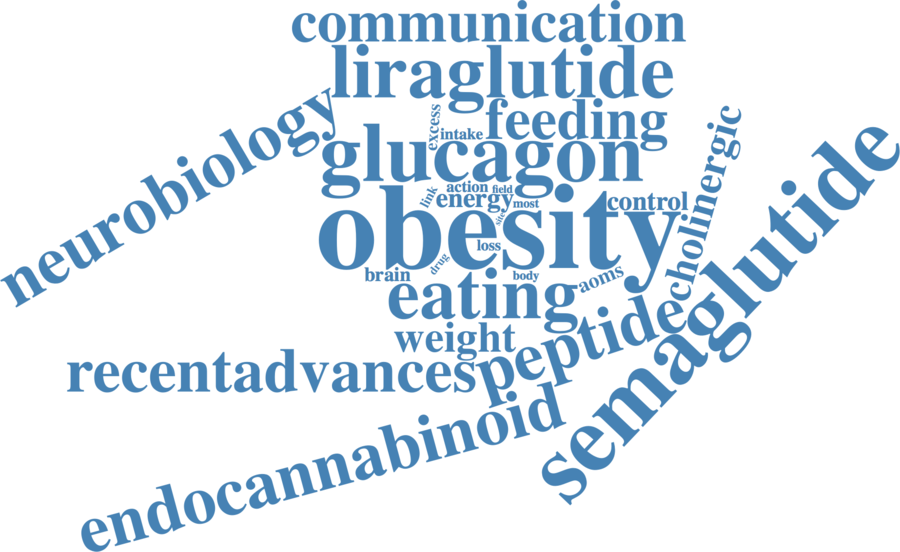 communication
liraglutide
neurobiology
excess
intake
feeding
cholinergic
glucagon
link
action
field
energy
most
control
obesity
site
loss
drug
brain
body
aoms
eating
semaglutide
weight
peptide
recentadvances
endocannabinoid